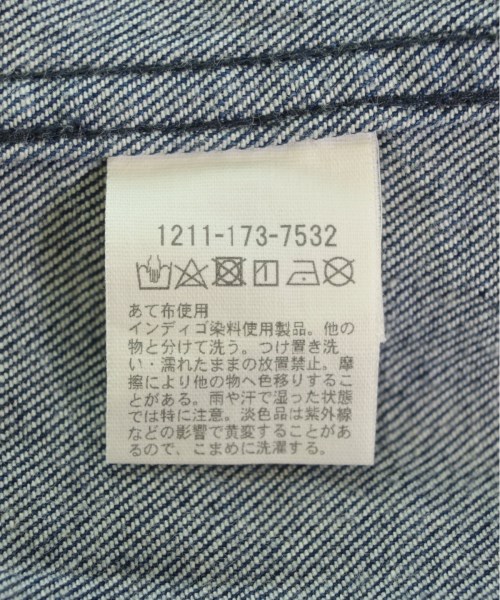 1211-173-7532
あて布使用
インディゴ染料使用製品。他の
物と分けて洗う。つけ置き洗
い・濡れたままの放置禁止。摩
擦により他の物へ色移りするこ
とがある。雨や汗で湿った状態
では特に注意。淡色品は紫外線
などの影響で黄変することがあ
るので、こまめに洗濯する。